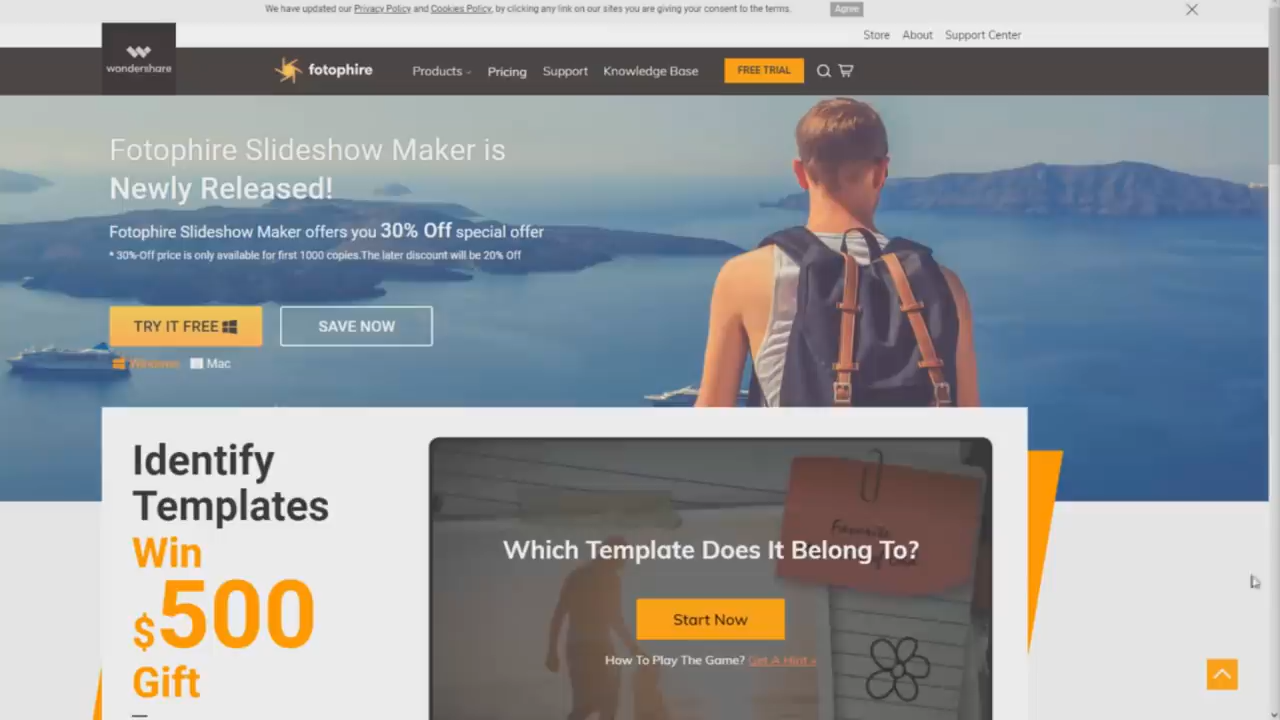 We have updated our Privacy Policy and Cookies Policy, by clicking any link on our sites you are giving your consent to the terms. Agree
Store About Support Center
wondershare
fotophire Products Pricing Support Knowledge Base FREE TRIAL
Fotophire Slideshow Maker is
Newly Released!
Fotophire Slideshow Maker offers you 30% Off special offer
* 30%-Off price is only available for first 1000 copies.The later discount will be 20% Off
TRY IT FREE SAVE NOW
Windows Mac
Identify
Templates
Win
$500
Gift
Which Template Does It Belong To?
Start Now
How To Play The Game? Get A Hint »